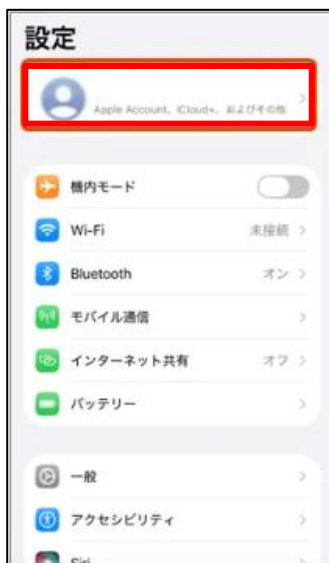 設定
Apple Account、iCloud+、およびその他
機内モード
Wi-Fi 未接続
Bluetooth オン
モバイル通信
インターネット共有 オフ
バッテリー
一般
アクセシビリティ
Siri